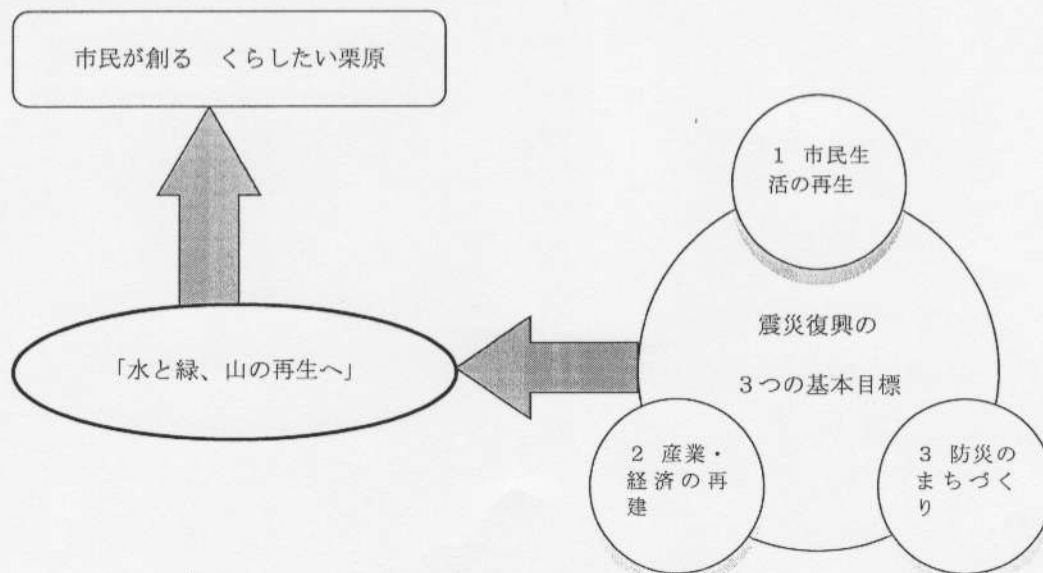 市民が創る　くらしたい栗原
「水と緑、山の再生へ」
震災復興の
3つの基本目標
1 市民生
活の再生
2 産業・
経済の再
建
3 防災の
まちづく
り